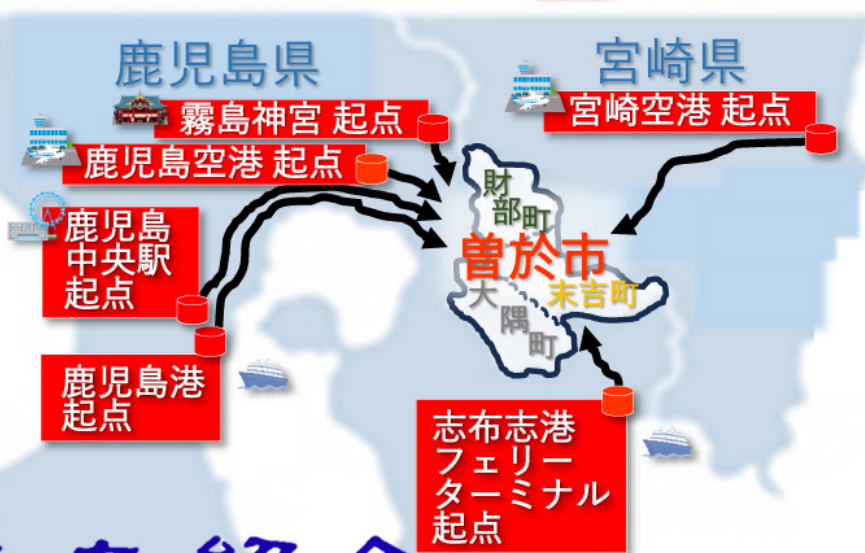 鹿児島県
宮崎県
霧島神宮 起点
宮崎空港 起点
鹿児島空港 起点
鹿児島
中央駅
起点
鹿児島港
起点
財
部町
曽於市
末吉町
大
隅
町
志布志港
フェリー
ターミナル
起点